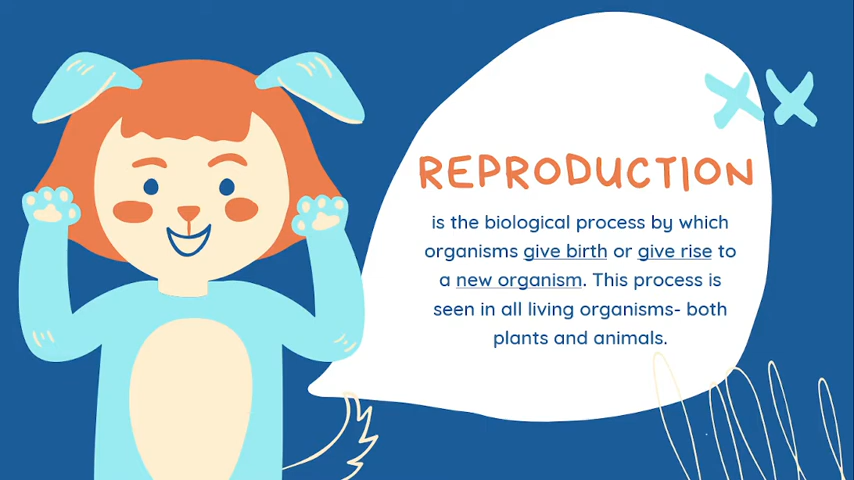 REPRODUCTION
is the biological process by which
organisms give birth or give rise to
a new organism. This process is
seen in all living organisms- both
plants and animals.